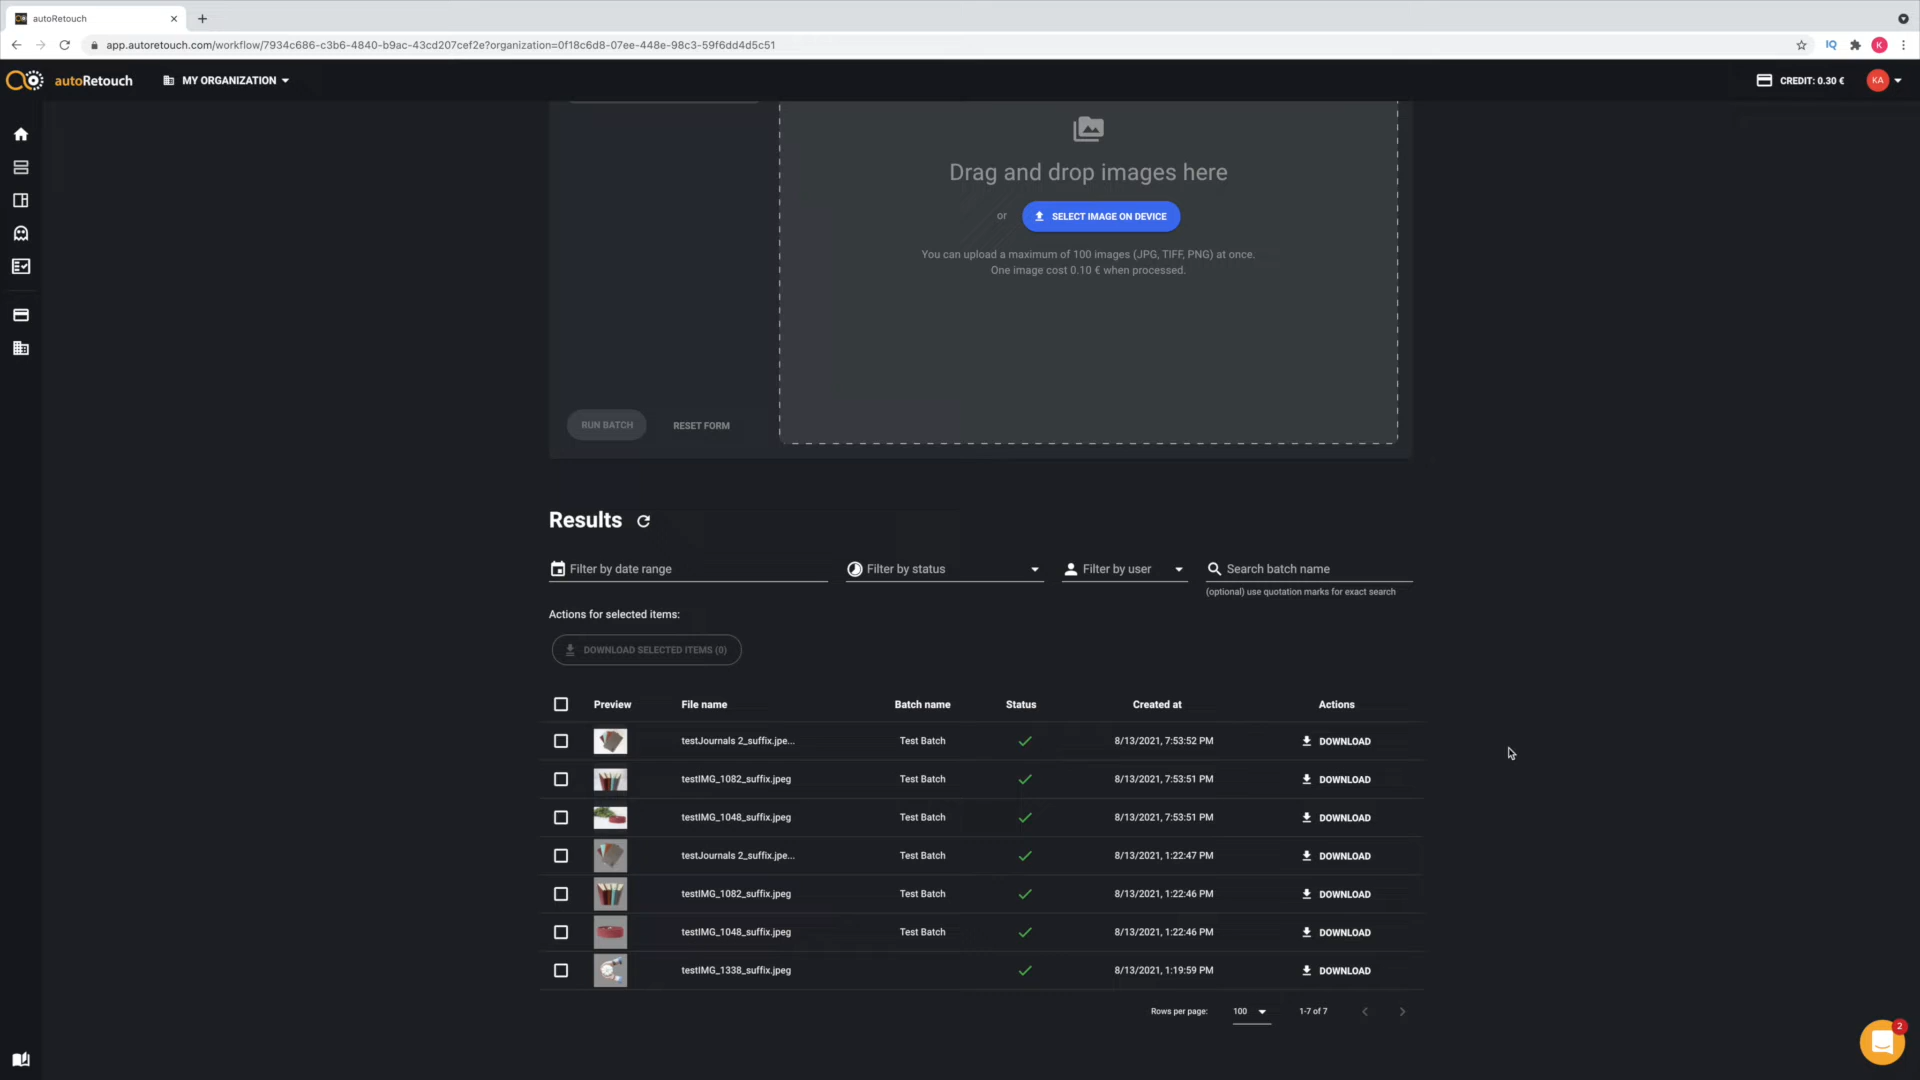 autoRetouch
app.autoretouch.com/workflow/7934c686-c3b6-4840-b9ac-43cd207cef2e?organization=0f18c6d8-07ee-448e-98c3-59f6dd4d5c51
IQ
K
autoRetouch
MY ORGANIZATION
CREDIT: 0.30 €
KA
Drag and drop images here
or
SELECT IMAGE ON DEVICE
You can upload a maximum of 100 images (JPG, TIFF, PNG) at once.
One image cost 0.10 € when processed.
RUN BATCH
RESET FORM
Results
Filter by date range
Filter by status
Filter by user
Search batch name
(optional) use quotation marks for exact search
Actions for selected items:
DOWNLOAD SELECTED ITEMS (0)
Preview File name Batch name Status Created at Actions
testJournals 2_suffix.jpe... Test Batch 8/13/2021, 7:53:52 PM DOWNLOAD
testIMG_1082_suffix.jpeg Test Batch 8/13/2021, 7:53:51 PM DOWNLOAD
testIMG_1048_suffix.jpeg Test Batch 8/13/2021, 7:53:51 PM DOWNLOAD
testJournals 2_suffix.jpe... Test Batch 8/13/2021, 1:22:47 PM DOWNLOAD
testIMG_1082_suffix.jpeg Test Batch 8/13/2021, 1:22:46 PM DOWNLOAD
testIMG_1048_suffix.jpeg Test Batch 8/13/2021, 1:22:46 PM DOWNLOAD
testIMG_1338_suffix.jpeg 8/13/2021, 1:19:59 PM DOWNLOAD
Rows per page: 100 1-7 of 7
2